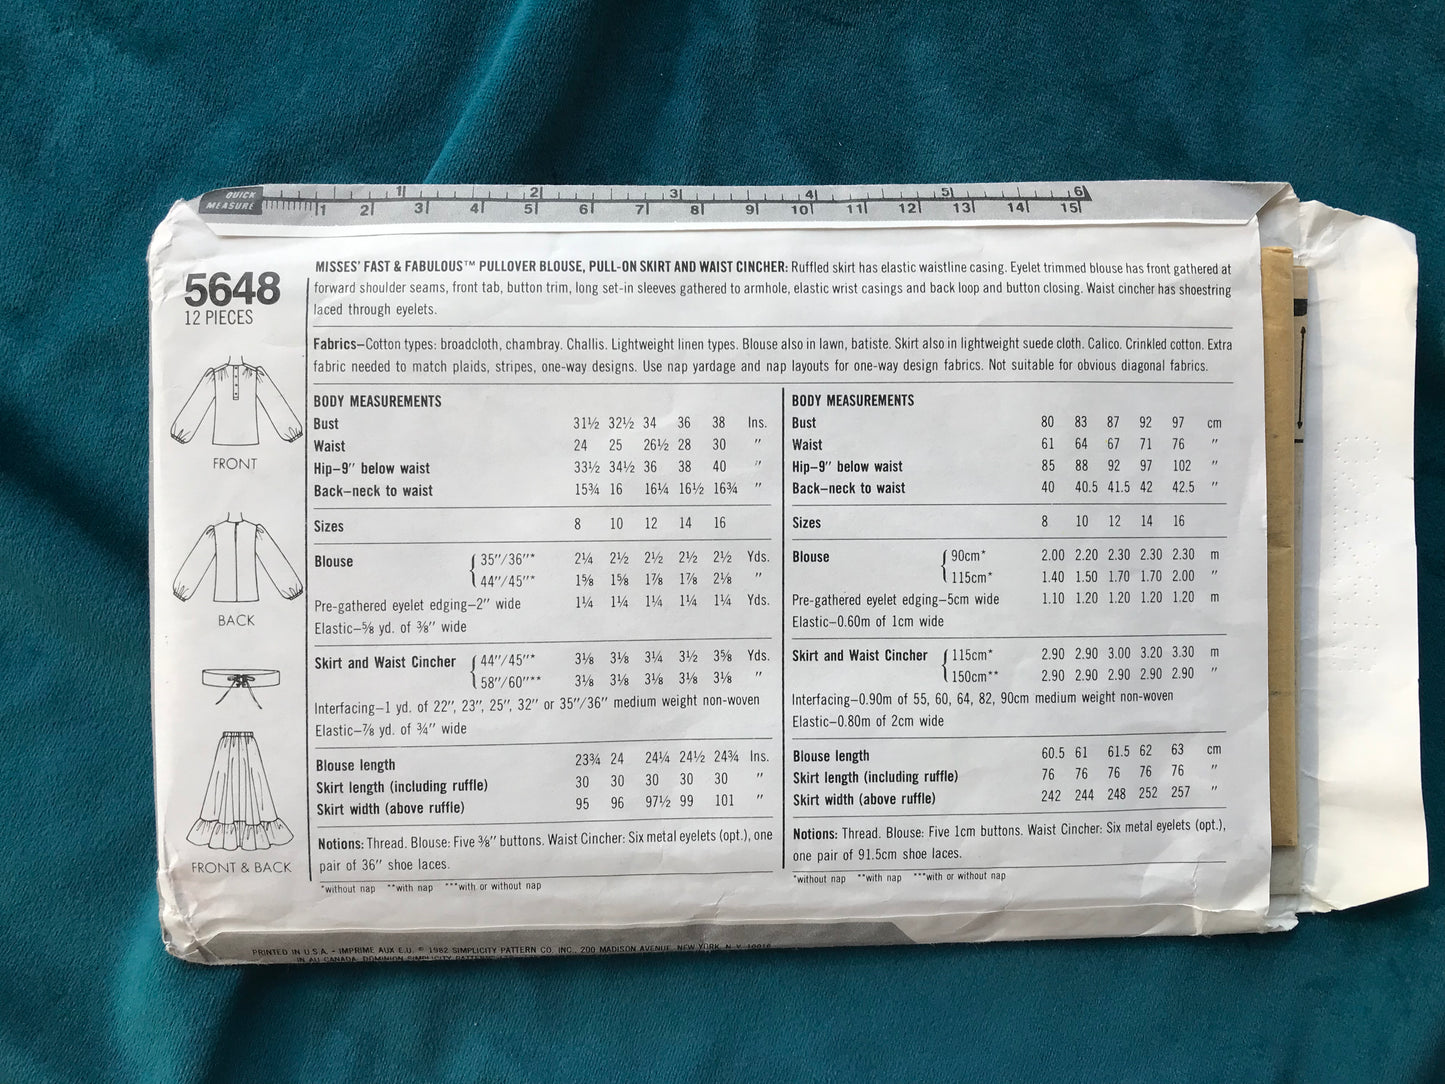 QUICK MEASURE 1 2 3 4 5 6
1 2 3 4 5 6 7 8 9 10 11 12 13 14 15
5648
12 PIECES
FRONT
BACK
FRONT & BACK
MISSES' FAST & FABULOUS™ PULLOVER BLOUSE, PULL-ON SKIRT AND WAIST CINCHER: Ruffled skirt has elastic waistline casing. Eyelet trimmed blouse has front gathered at
forward shoulder seams, front tab, button trim, long set-in sleeves gathered to armhole, elastic wrist casings and back loop and button closing. Waist cincher has shoestring
laced through eyelets.
Fabrics—Cotton types: broadcloth, chambray. Challis. Lightweight linen types. Blouse also in lawn, batiste. Skirt also in lightweight suede cloth. Calico. Crinkled cotton. Extra
fabric needed to match plaids, stripes, one-way designs. Use nap yardage and nap layouts for one-way design fabrics. Not suitable for obvious diagonal fabrics.
BODY MEASUREMENTS
Bust 31½ 32½ 34 36 38 Ins.
Waist 24 25 26½ 28 30 "
Hip—9" below waist 33½ 34½ 36 38 40 "
Back—neck to waist 15¾ 16 16¼ 16½ 16¾ "
Sizes 8 10 12 14 16
Blouse { 35"/36"* 2¼ 2½ 2½ 2½ 2½ Yds.
44"/45"* 1⅝ 1⅝ 1⅞ 1⅞ 2⅛ "
Pre-gathered eyelet edging—2" wide 1¼ 1¼ 1¼ 1¼ 1¼ Yds.
Elastic—⅝ yd. of ⅜" wide
Skirt and Waist Cincher { 44"/45"* 3⅛ 3⅛ 3¼ 3½ 3⅝ Yds.
58"/60"** 3⅛ 3⅛ 3⅛ 3⅛ 3⅛ "
Interfacing—1 yd. of 22", 23", 25", 32" or 35"/36" medium weight non-woven
Elastic—⅞ yd. of ¾" wide
Blouse length 23¾ 24 24¼ 24½ 24¾ Ins.
Skirt length (including ruffle) 30 30 30 30 30 "
Skirt width (above ruffle) 95 96 97½ 99 101 "
Notions: Thread. Blouse: Five ⅜" buttons. Waist Cincher: Six metal eyelets (opt.), one
pair of 36" shoe laces.
*without nap **with nap ***with or without nap
BODY MEASUREMENTS
Bust 80 83 87 92 97 cm
Waist 61 64 67 71 76 "
Hip—9" below waist 85 88 92 97 102 "
Back—neck to waist 40 40.5 41.5 42 42.5 "
Sizes 8 10 12 14 16
Blouse { 90cm* 2.00 2.20 2.30 2.30 2.30 m
115cm* 1.40 1.50 1.70 1.70 2.00 "
Pre-gathered eyelet edging—5cm wide 1.10 1.20 1.20 1.20 1.20 m
Elastic—0.60m of 1cm wide
Skirt and Waist Cincher { 115cm* 2.90 2.90 3.00 3.20 3.30 m
150cm** 2.90 2.90 2.90 2.90 2.90 "
Interfacing—0.90m of 55, 60, 64, 82, 90cm medium weight non-woven
Elastic—0.80m of 2cm wide
Blouse length 60.5 61 61.5 62 63 cm
Skirt length (including ruffle) 76 76 76 76 76 "
Skirt width (above ruffle) 242 244 248 252 257 "
Notions: Thread. Blouse: Five 1cm buttons. Waist Cincher: Six metal eyelets (opt.),
one pair of 91.5cm shoe laces.
*without nap **with nap ***with or without nap
PRINTED IN U.S.A. - IMPRIME AUX E.U. © 1982 SIMPLICITY PATTERN CO. INC., 200 MADISON AVENUE, NEW YORK, N.Y. 10016
IN AU CANADA, DOMINION SIMPLICITY PATTERNS